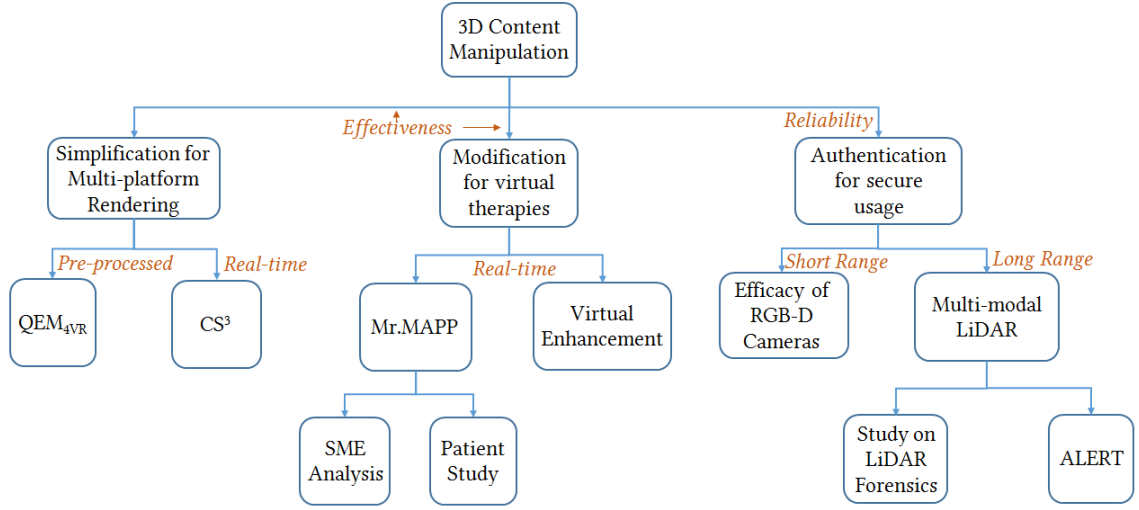 3D Content
Manipulation
Effectiveness
Reliability
Simplification for
Multi-platform
Rendering
Modification
for virtual
therapies
Authentication
for secure
usage
Pre-processed
Real-time
Real-time
Short Range
Long Range
QEM4VR
CS³
Mr.MAPP
Virtual
Enhancement
Efficacy of
RGB-D
Cameras
Multi-modal
LiDAR
SME
Analysis
Patient
Study
Study on
LiDAR
Forensics
ALERT